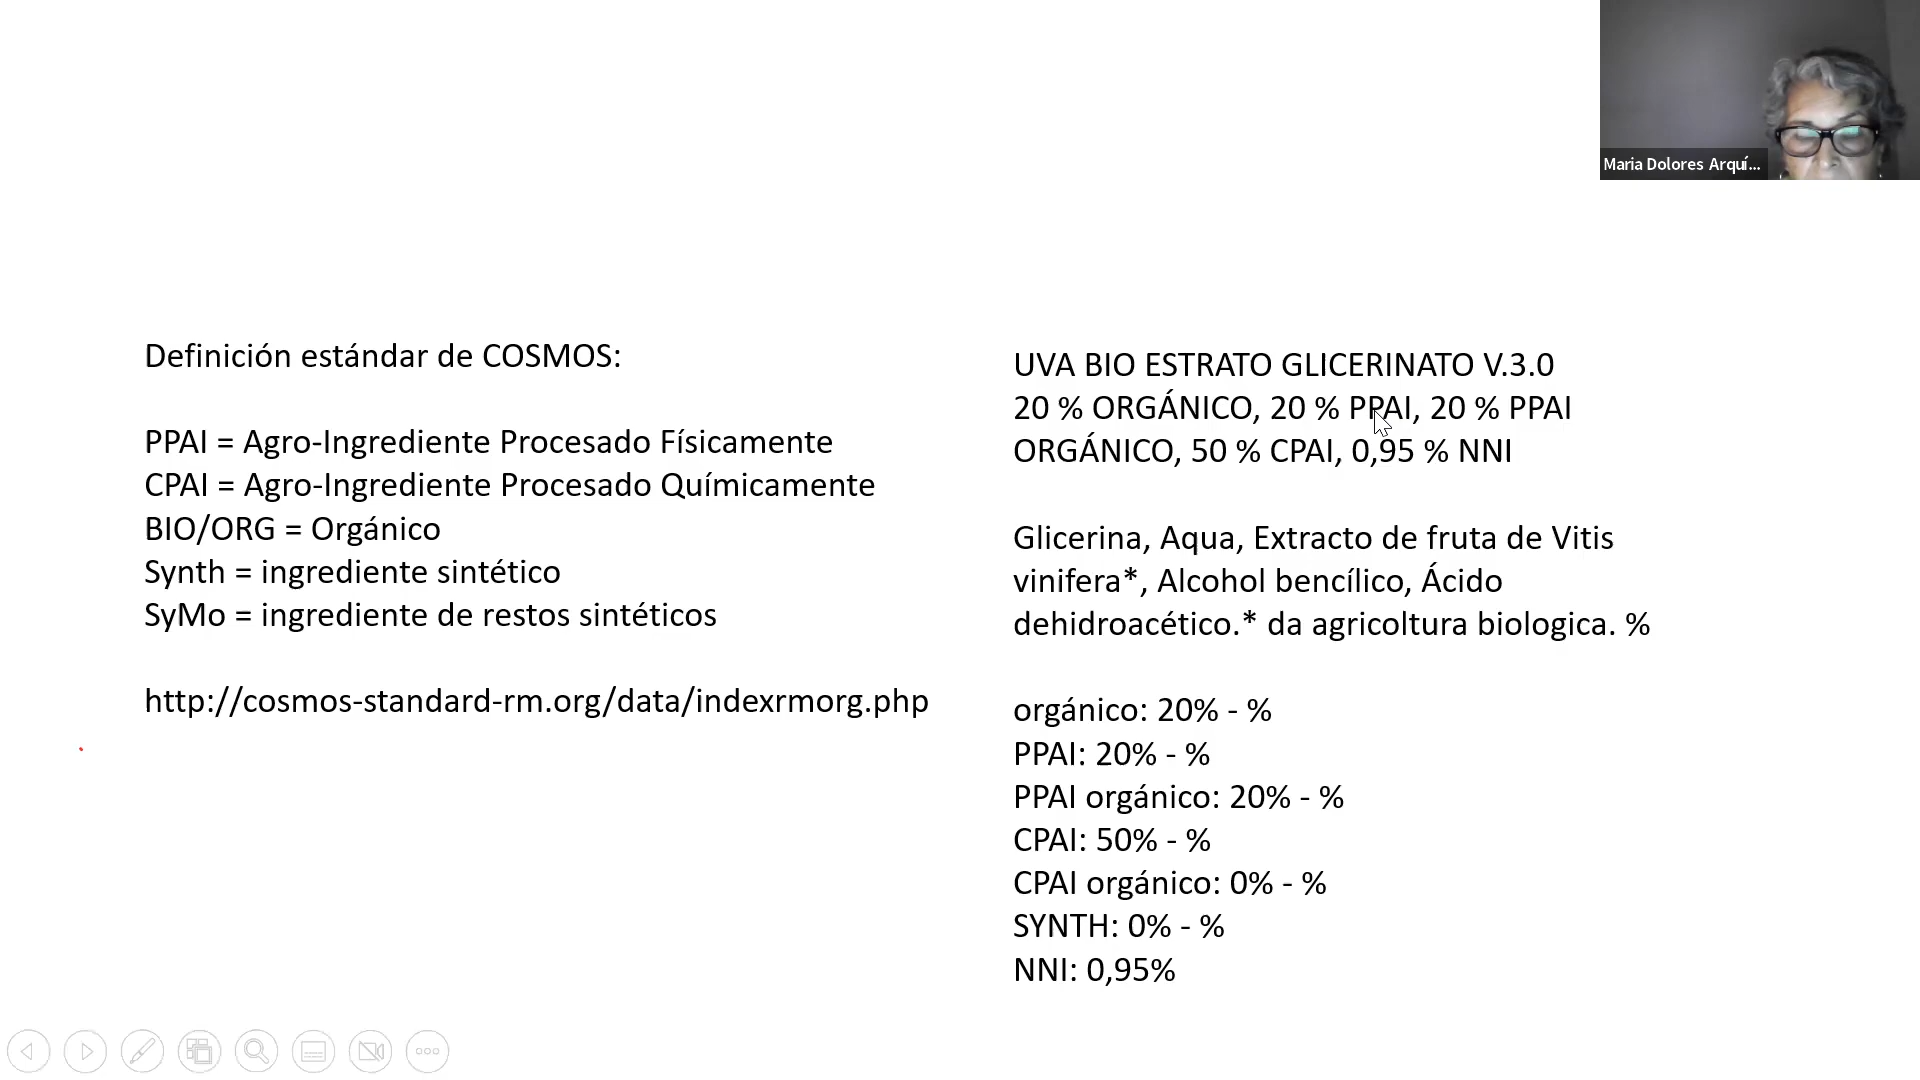 Maria Dolores Arquí...
Definición estándar de COSMOS:
PPAI = Agro-Ingrediente Procesado Físicamente
CPAI = Agro-Ingrediente Procesado Químicamente
BIO/ORG = Orgánico
Synth = ingrediente sintético
SyMo = ingrediente de restos sintéticos
http://cosmos-standard-rm.org/data/indexrmorg.php
UVA BIO ESTRATO GLICERINATO V.3.0
20 % ORGÁNICO, 20 % PPAI, 20 % PPAI
ORGÁNICO, 50 % CPAI, 0,95 % NNI
Glicerina, Aqua, Extracto de fruta de Vitis
vinifera*, Alcohol bencílico, Ácido
dehidroacético.* da agricoltura biologica. %
orgánico: 20% - %
PPAI: 20% - %
PPAI orgánico: 20% - %
CPAI: 50% - %
CPAI orgánico: 0% - %
SYNTH: 0% - %
NNI: 0,95%